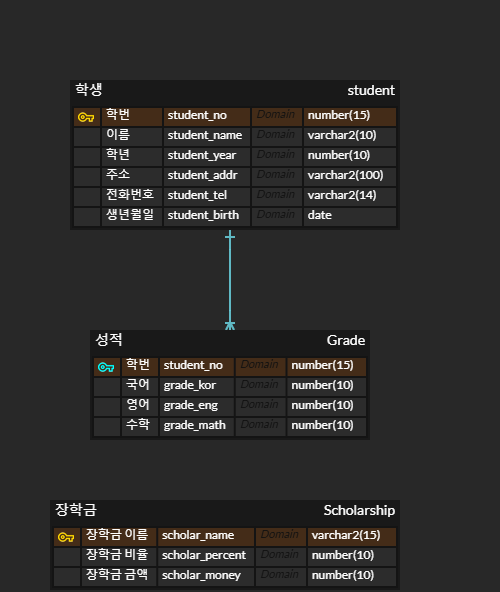 학생 student
학번 student_no Domain number(15)
이름 student_name Domain varchar2(10)
학년 student_year Domain number(10)
주소 student_addr Domain varchar2(100)
전화번호 student_tel Domain varchar2(14)
생년월일 student_birth Domain date
성적 Grade
학번 student_no Domain number(15)
국어 grade_kor Domain number(10)
영어 grade_eng Domain number(10)
수학 grade_math Domain number(10)
장학금 Scholarship
장학금 이름 scholar_name Domain varchar2(15)
장학금 비율 scholar_percent Domain number(10)
장학금 금액 scholar_money Domain number(10)